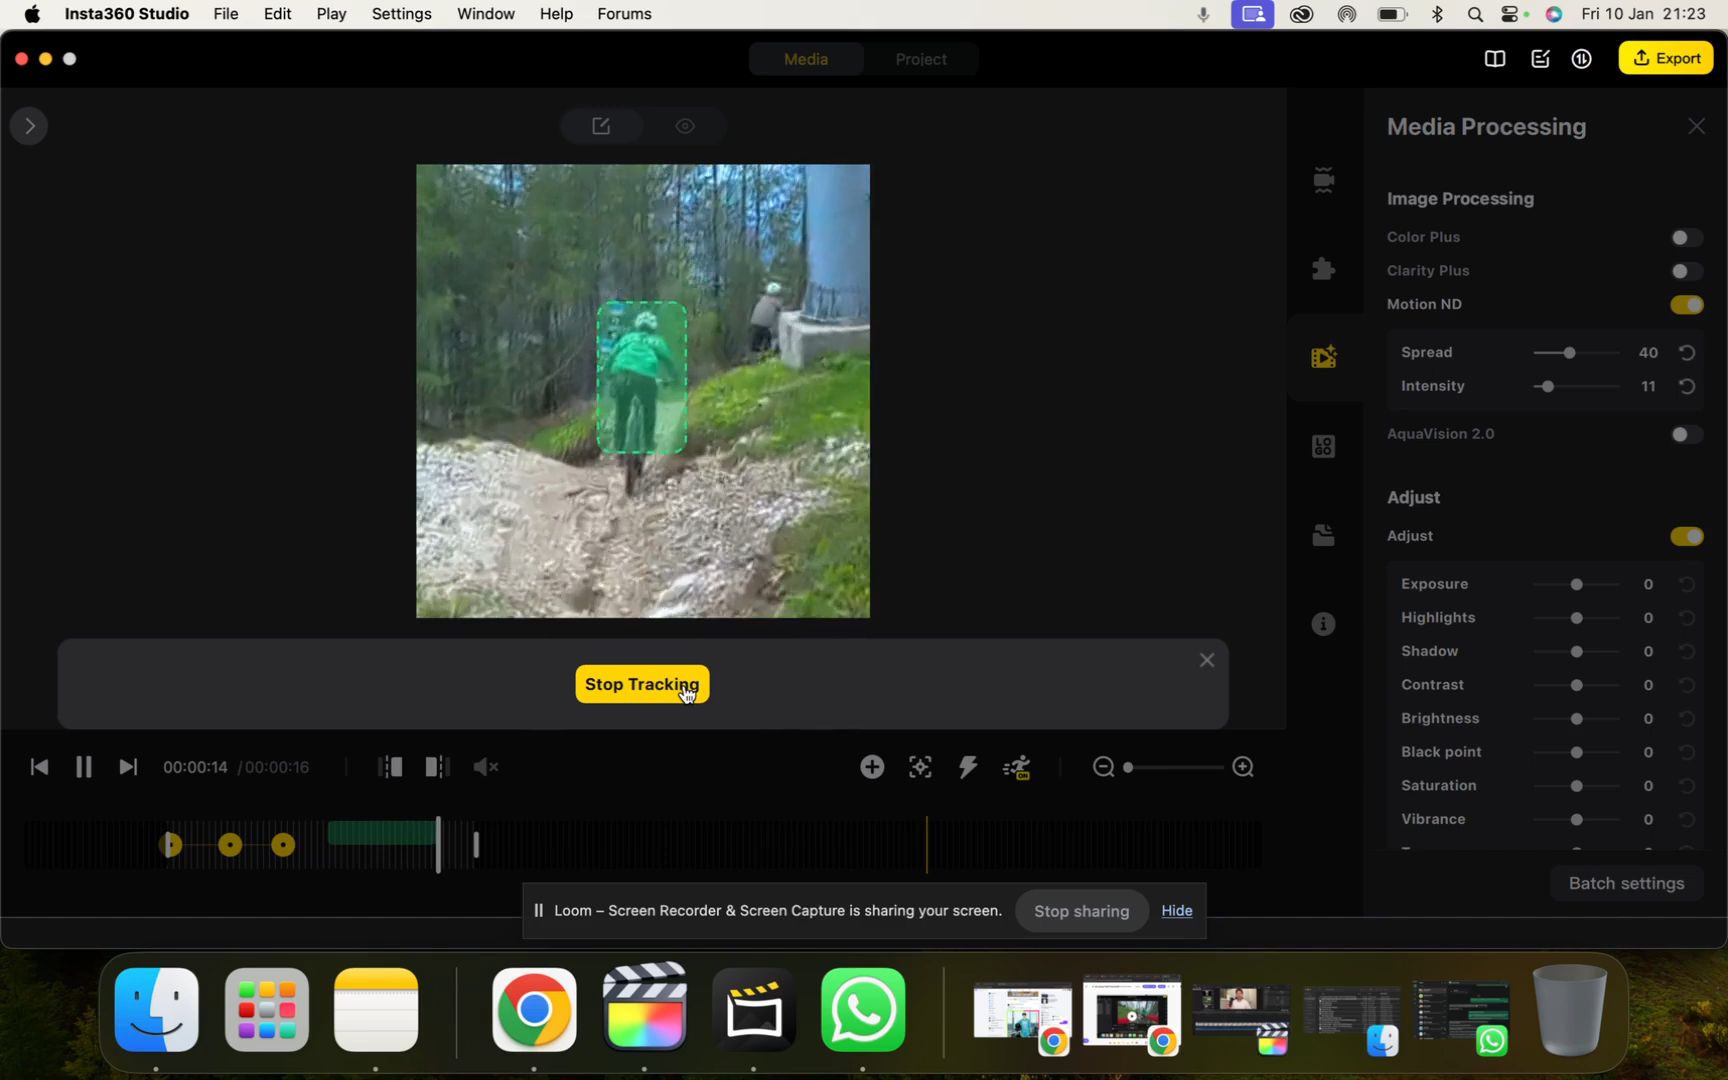 Insta360 Studio File Edit Play Settings Window Help Forums Fri 10 Jan 21:23
Media Project Export
Media Processing
Image Processing
Color Plus
Clarity Plus
Motion ND
Spread 40
Intensity 11
AquaVision 2.0
LO
GO
Adjust
Adjust
Exposure 0
Highlights 0
Shadow 0
Contrast 0
Brightness 0
Black point 0
Saturation 0
Vibrance 0
Batch settings
Stop Tracking
00:00:14 / 00:00:16
ON
Loom – Screen Recorder & Screen Capture is sharing your screen. Stop sharing Hide